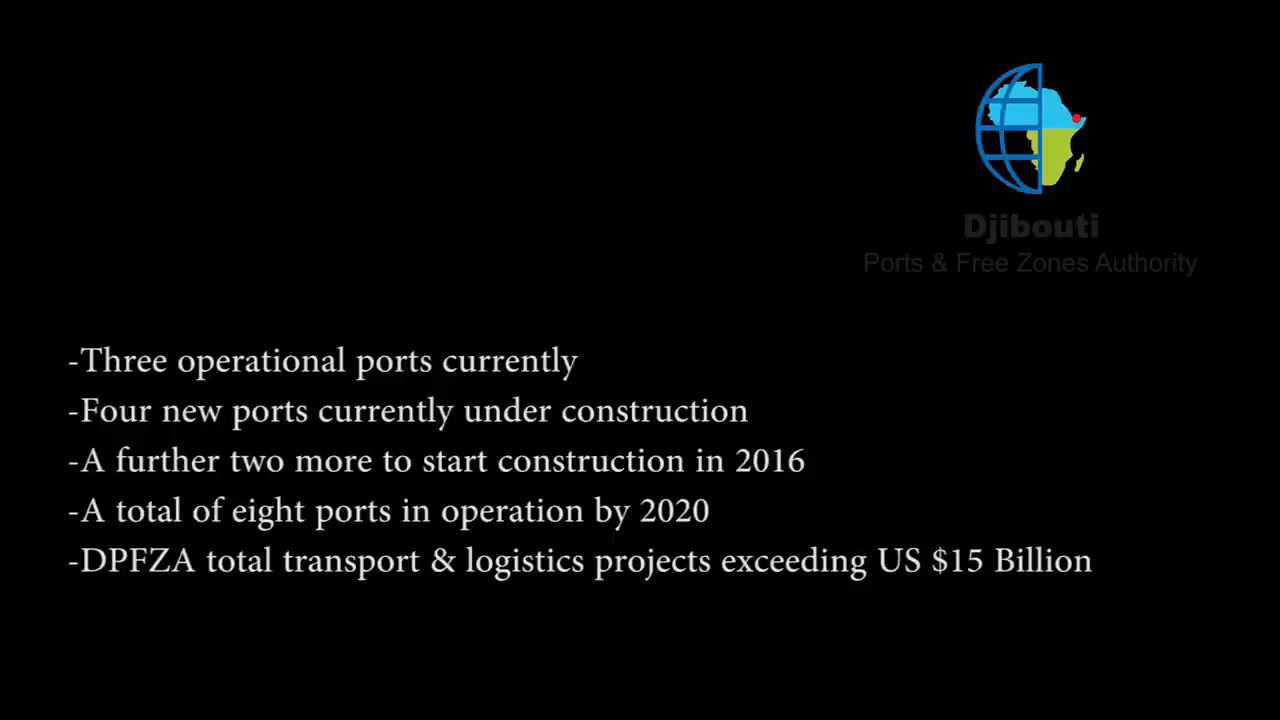 Djibouti
Ports & Free Zones Authority
-Three operational ports currently
-Four new ports currently under construction
-A further two more to start construction in 2016
-A total of eight ports in operation by 2020
-DPFZA total transport & logistics projects exceeding US $15 Billion